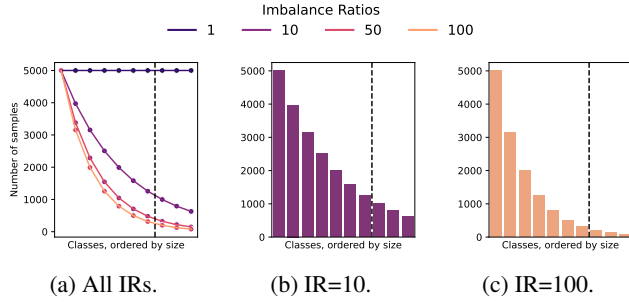 Imbalance Ratios
1 10 50 100
Number of samples
5000
4000
3000
2000
1000
0
Classes, ordered by size
5000
4000
3000
2000
1000
0
Classes, ordered by size
5000
4000
3000
2000
1000
0
Classes, ordered by size
(a) All IRs. (b) IR=10. (c) IR=100.